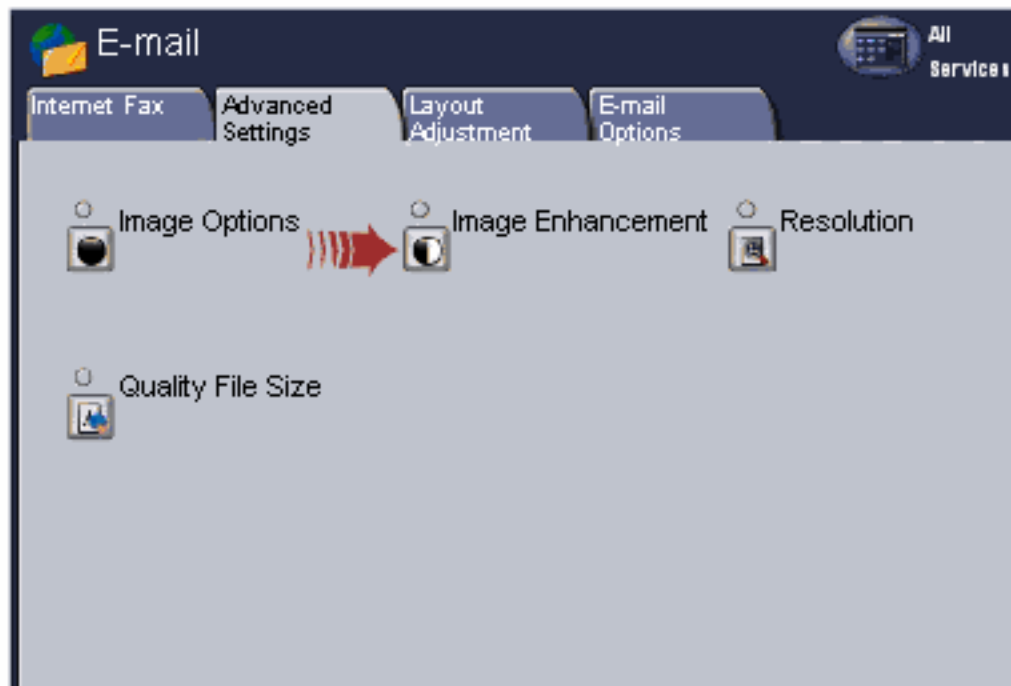 E-mail
All
Services
Internet Fax
Advanced
Settings
Layout
Adjustment
E-mail
Options
Image Options
Image Enhancement
Resolution
Quality File Size